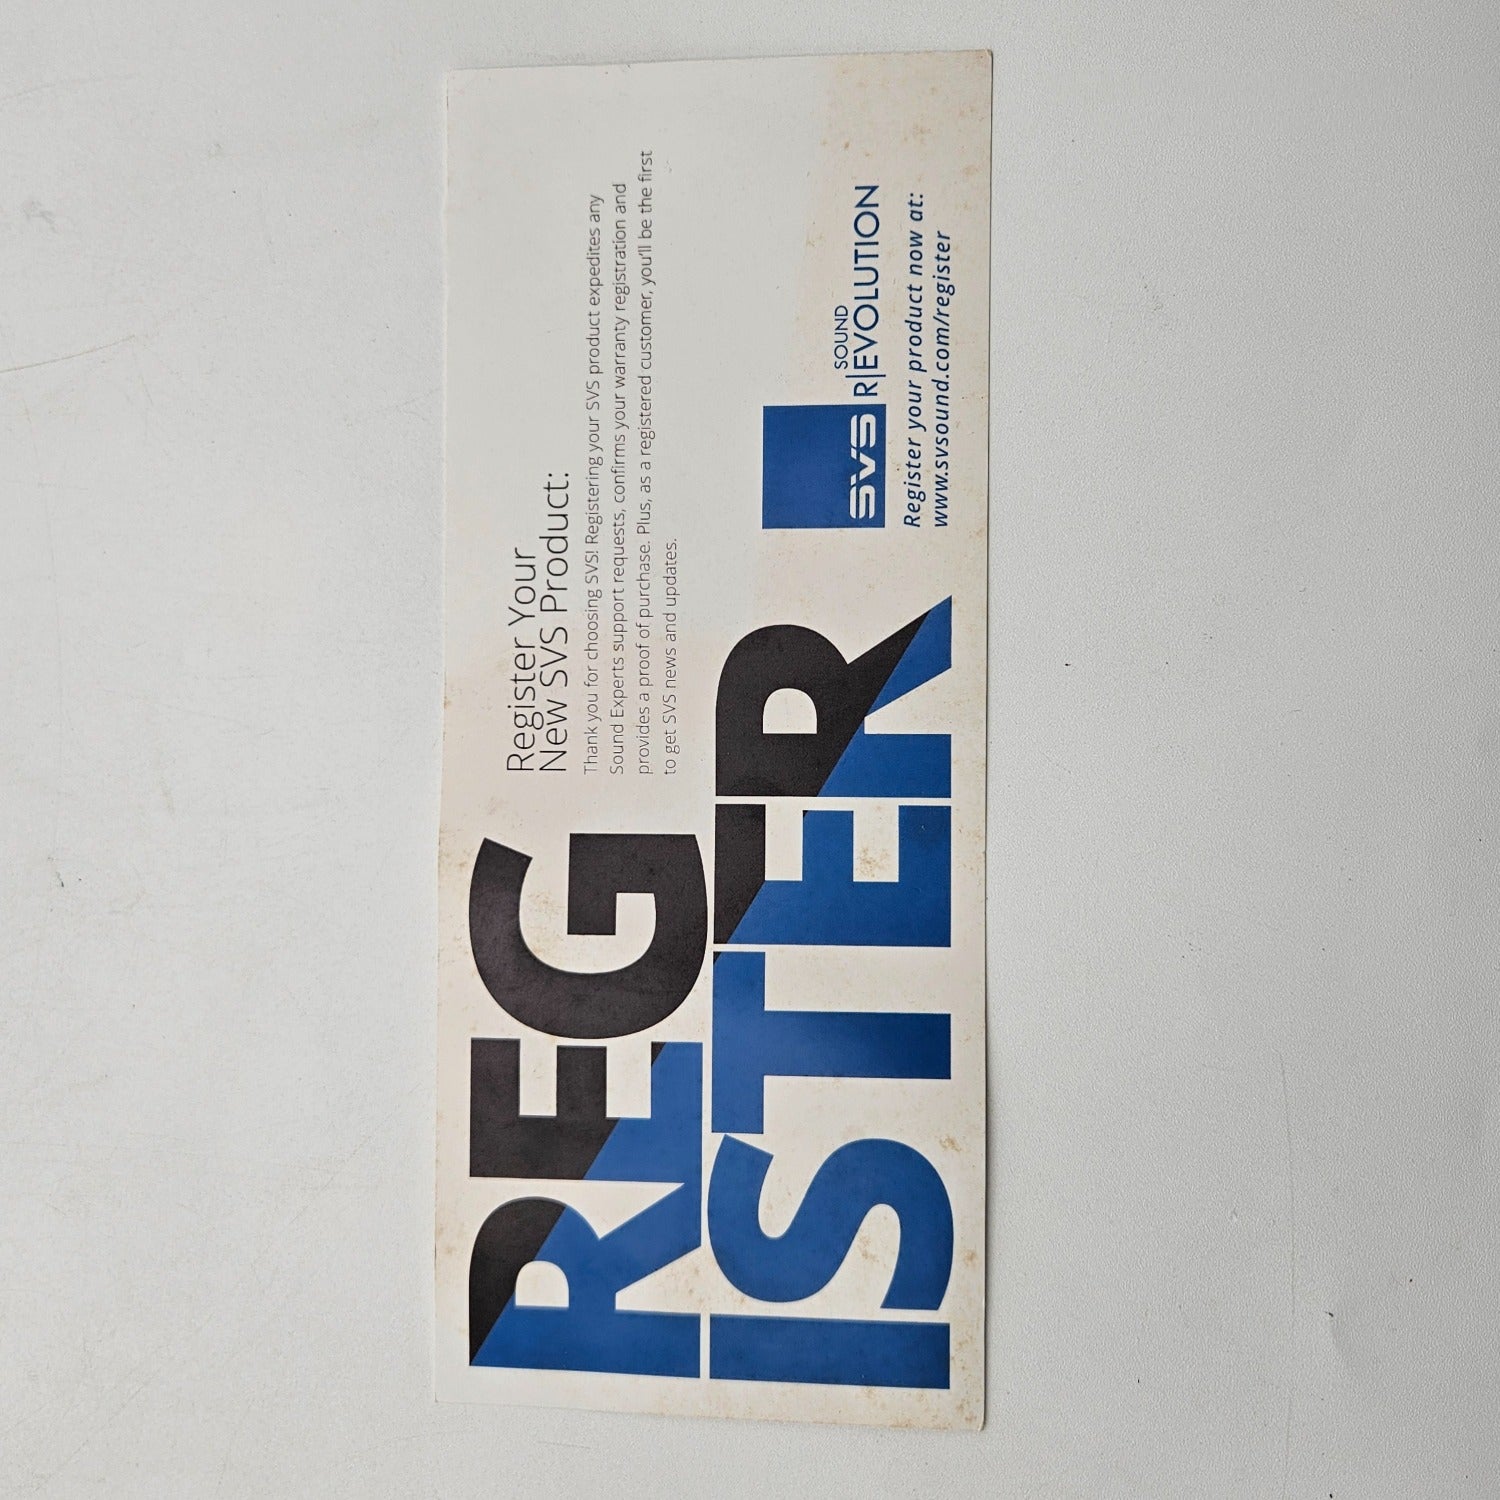 REG
ISTER
Register Your
New SVS Product:
Thank you for choosing SVS! Registering your SVS product expedites any
Sound Experts support requests, confirms your warranty registration and
provides a proof of purchase. Plus, as a registered customer, you'll be the first
to get SVS news and updates.
SVS
SOUND
R|EVOLUTION
Register your product now at:
www.svsound.com/register